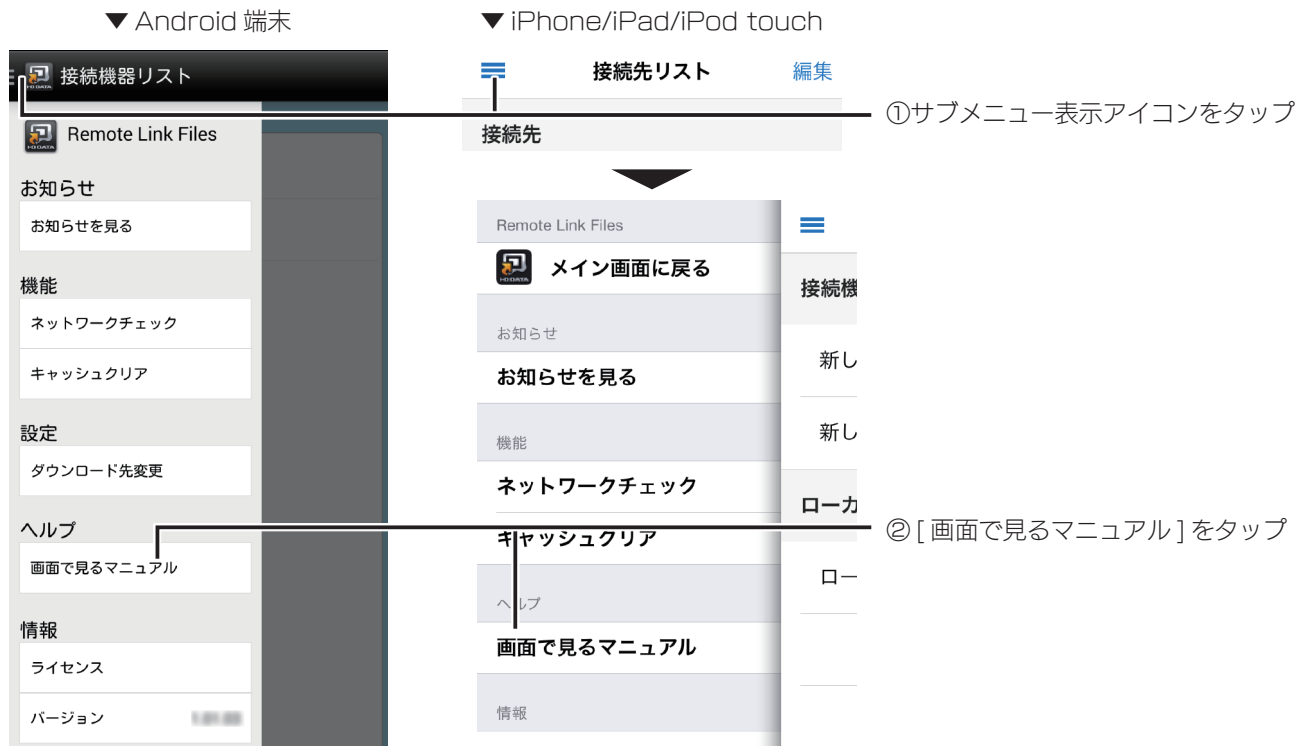 ▼ Android 端末
接続機器リスト
Remote Link Files
お知らせ
お知らせを見る
機能
ネットワークチェック
キャッシュクリア
設定
ダウンロード先変更
ヘルプ
画面で見るマニュアル
情報
ライセンス
バージョン
▼ iPhone/iPad/iPod touch
接続先リスト 編集
接続先
Remote Link Files
I-O DATA
メイン画面に戻る
お知らせ
お知らせを見る
機能
ネットワークチェック
キャッシュクリア
ヘルプ
画面で見るマニュアル
情報
接続機
新し
新し
ローカ
ロー
①サブメニュー表示アイコンをタップ
② [ 画面で見るマニュアル ] をタップ